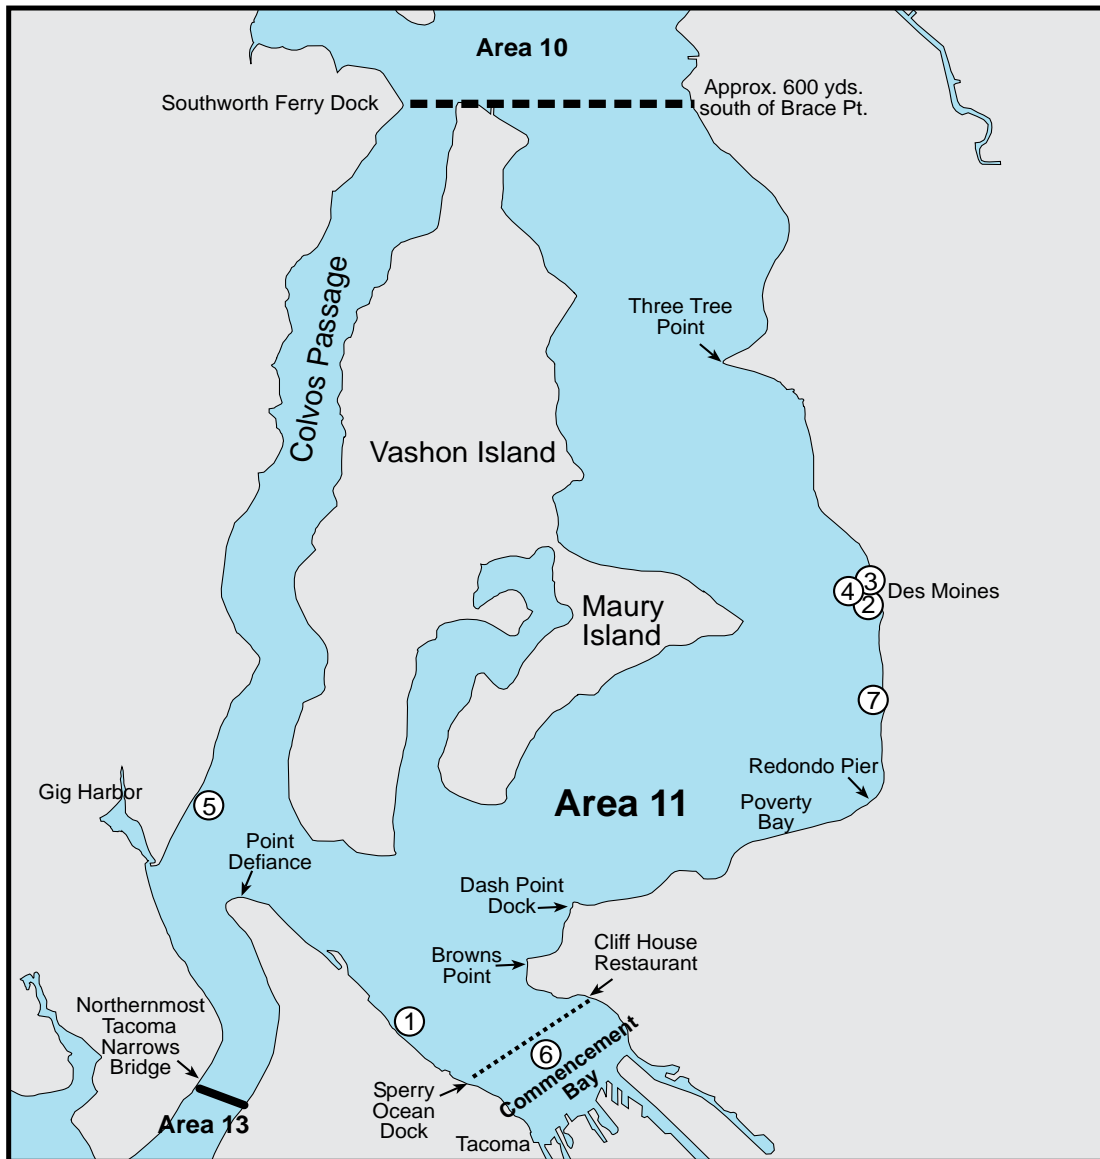 Area 10
Southworth Ferry Dock
Approx. 600 yds.
south of Brace Pt.
Colvos Passage
Three Tree
Point
Vashon Island
3
4
2
Des Moines
Maury
Island
7
Redondo Pier
Gig Harbor
5
Area 11
Poverty
Bay
Point
Defiance
Dash Point
Dock
Cliff House
Restaurant
Browns
Point
Northernmost
Tacoma
Narrows
Bridge
1
6
Commencement
Bay
Sperry
Ocean
Dock
Area 13
Tacoma